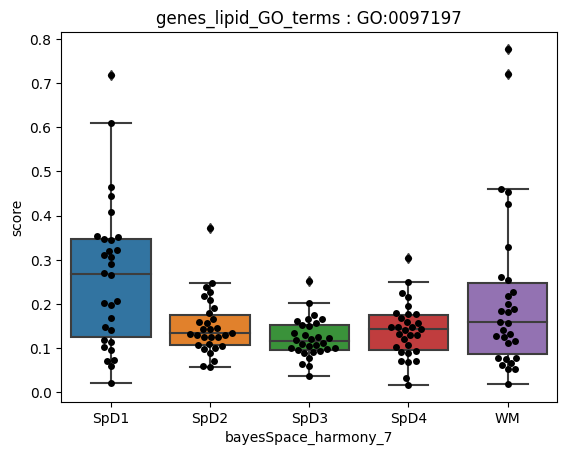 genes_lipid_GO_terms : GO:0097197
score
0.8
0.7
0.6
0.5
0.4
0.3
0.2
0.1
0.0
SpD1 SpD2 SpD3 SpD4 WM
bayesSpace_harmony_7